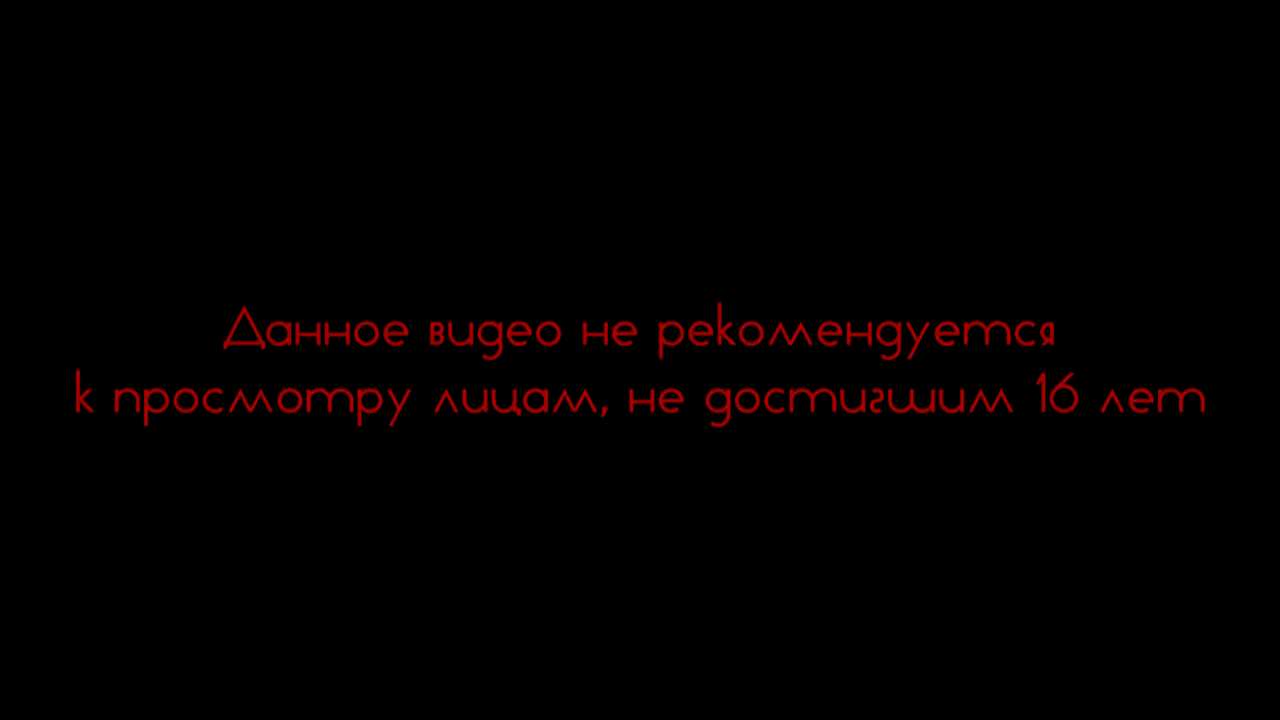 Данное видео не рекомендуется
к просмотру лицам, не достигшим 16 лет